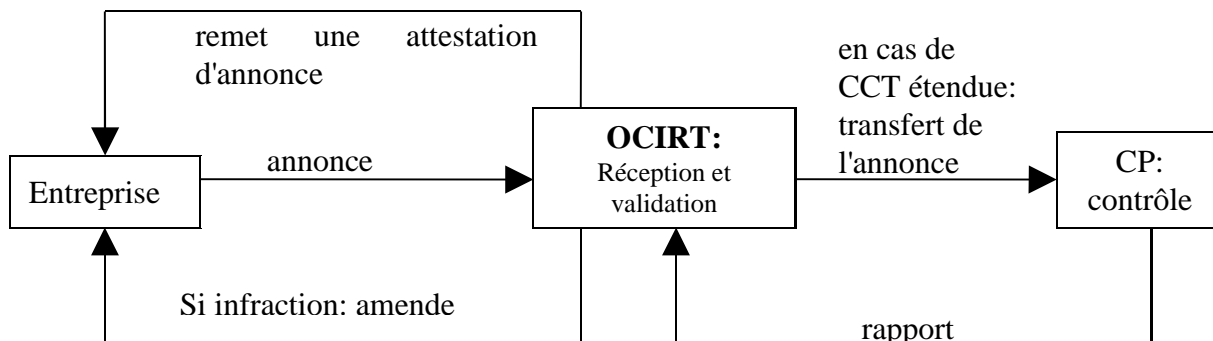 remet une attestation
d'annonce
en cas de
CCT étendue:
transfert de
l'annonce
OCIRT:
Réception et
validation
annonce
Entreprise
CP:
contrôle
Si infraction: amende
rapport